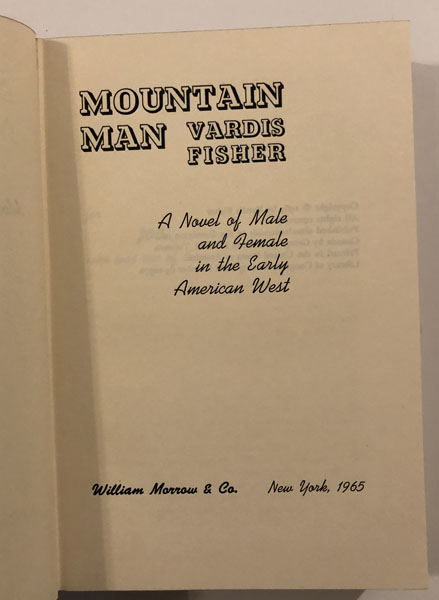 MOUNTAIN
MAN VARDIS
FISHER
A Novel of Male
and Female
in the Early
American West
William Morrow & Co. New York, 1965